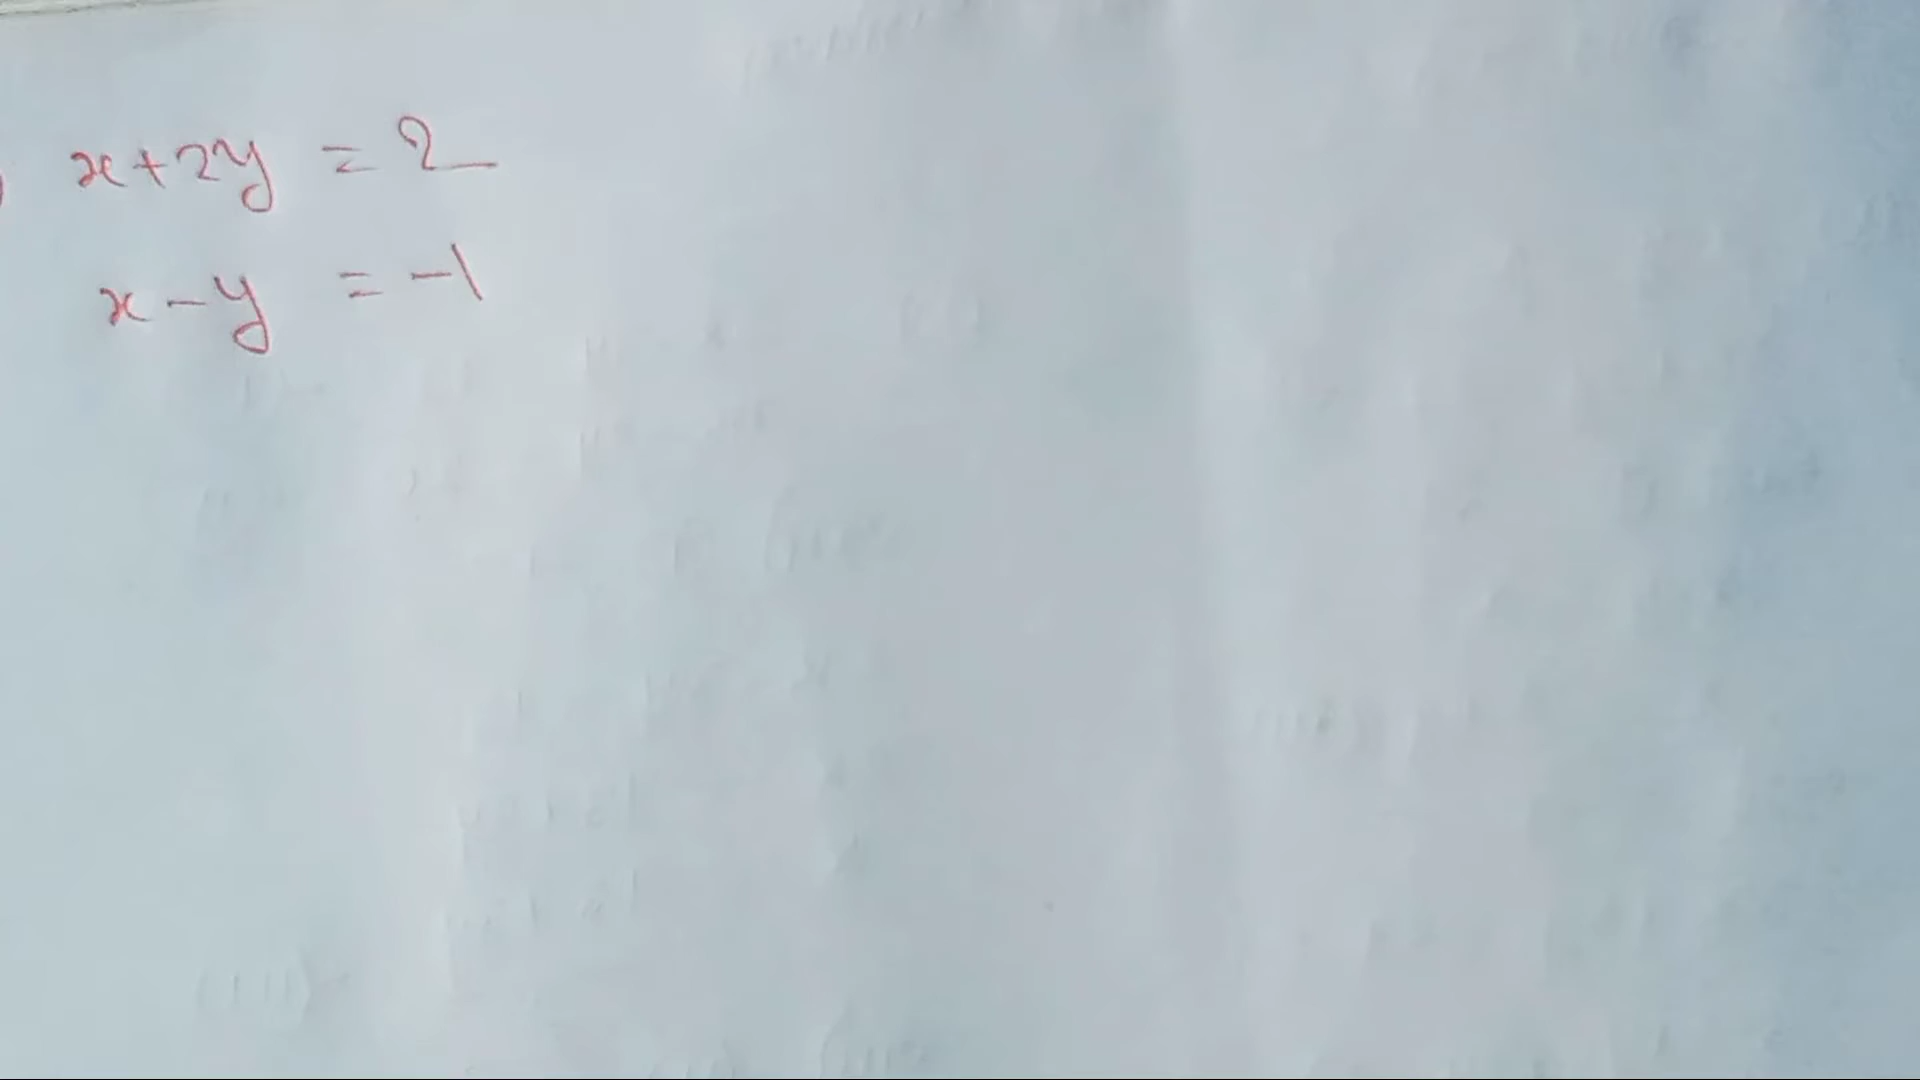 x+2y = 2
x-y = -1